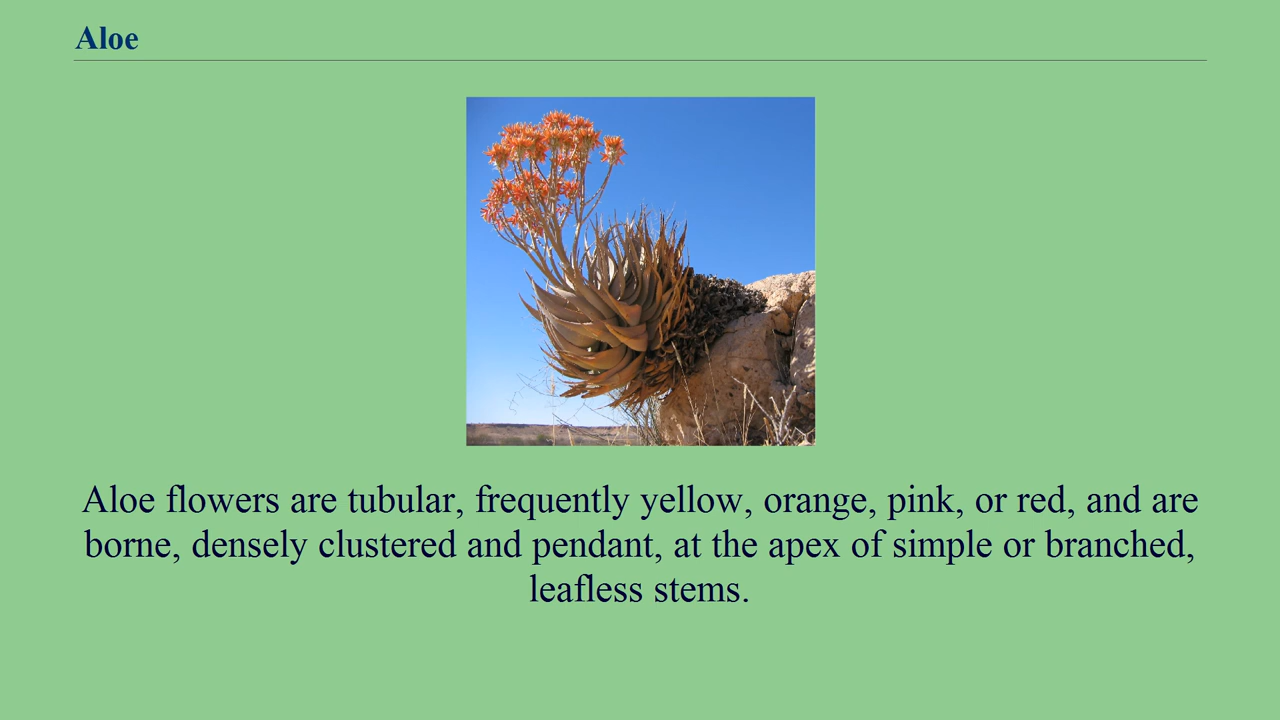 Aloe
Aloe flowers are tubular, frequently yellow, orange, pink, or red, and are
borne, densely clustered and pendant, at the apex of simple or branched,
leafless stems.